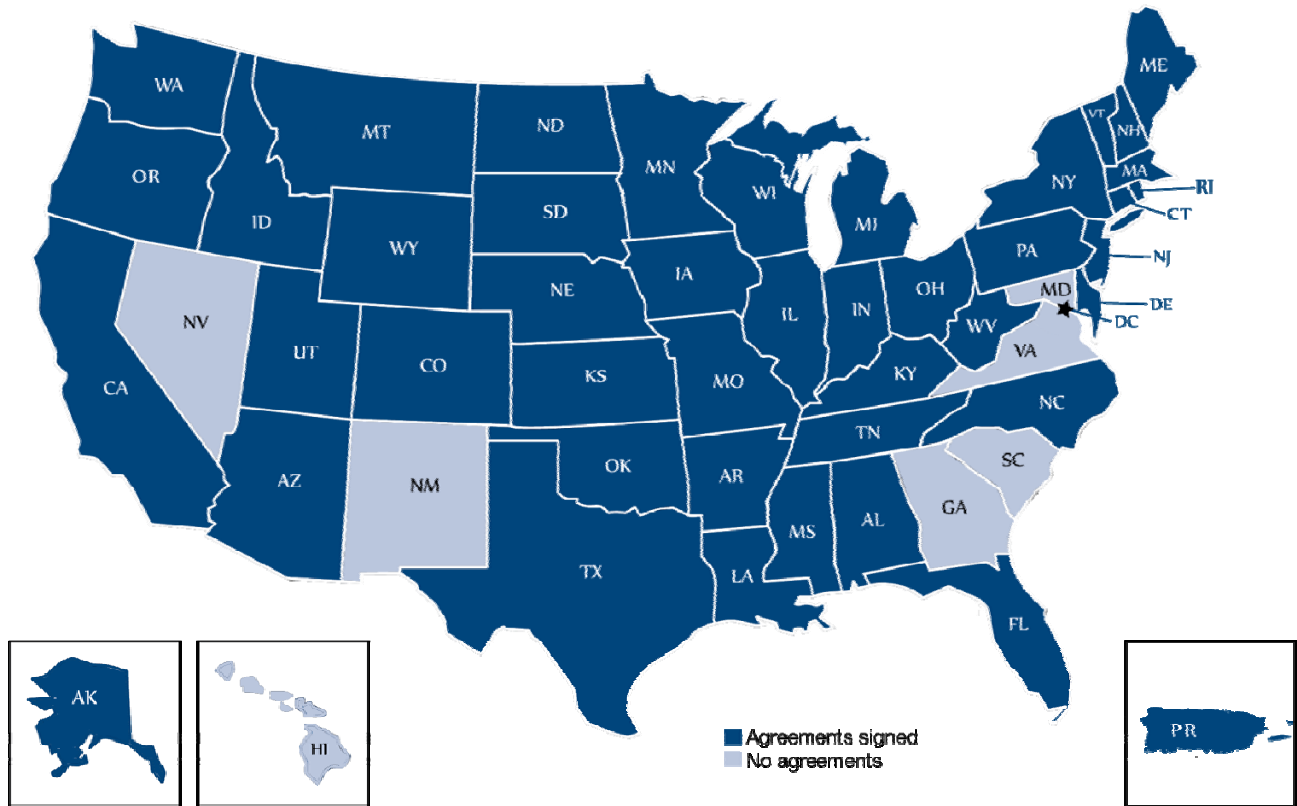 WA
MT
ND
MN
ME
VT
NH
OR
ID
SD
WI
MI
NY
MA
RI
CT
WY
IA
PA
NJ
NV
NE
IL
IN
OH
MD
DE
DC
UT
CO
KS
MO
WV
VA
KY
CA
NC
TN
AZ
NM
OK
AR
SC
GA
MS
AL
TX
LA
FL
AK
HI
PR
Agreements signed
No agreements